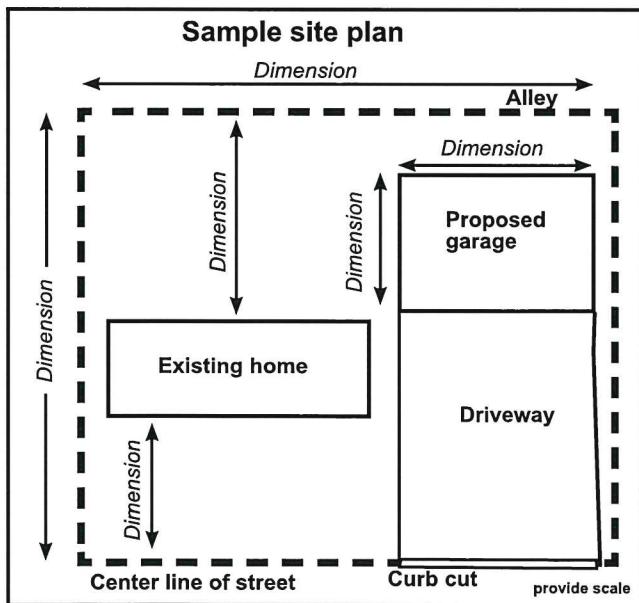 Sample site plan
Dimension
Alley
Dimension
Dimension
Dimension
Dimension
Proposed
garage
Existing home
Driveway
Dimension
Center line of street
Curb cut
provide scale